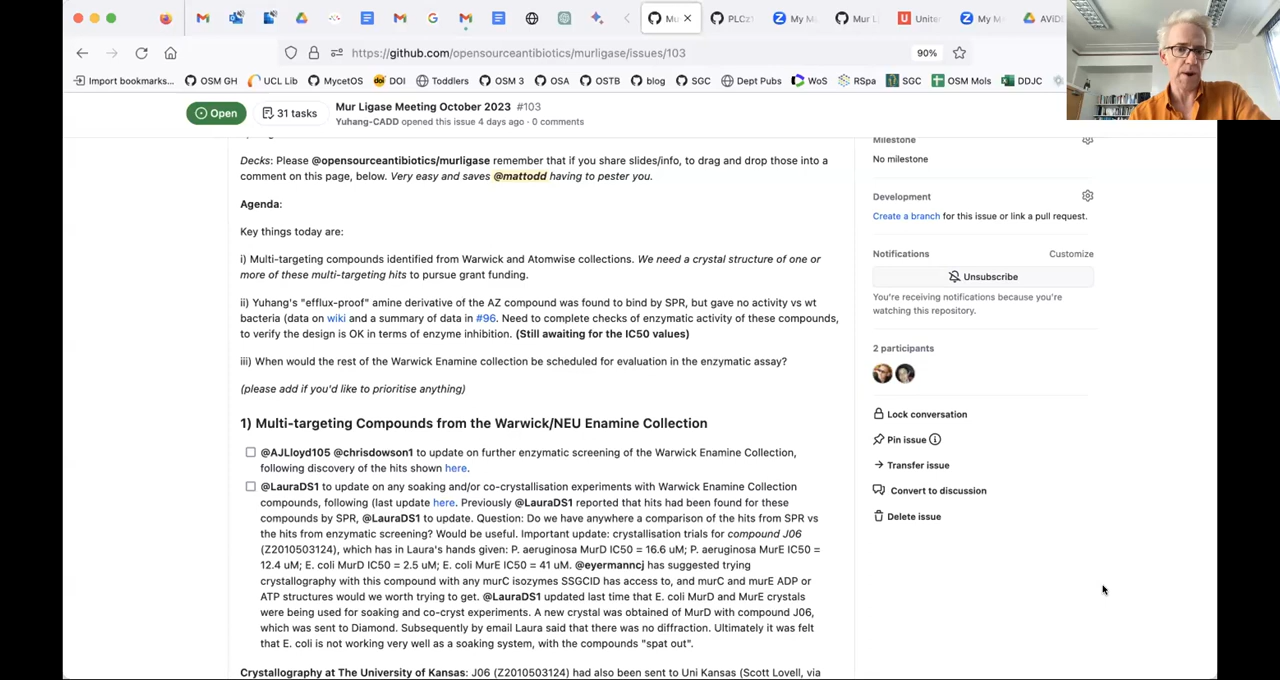 Mu
PLCz
My M
Mur L
Unite
My M
AViDI
https://github.com/opensourceantibiotics/murligase/issues/103
90%
Import bookmarks...
OSM GH
UCL Lib
MycetOS
DOI
Toddlers
OSM 3
OSA
OSTB
blog
SGC
Dept Pubs
WoS
RSpa
SGC
OSM Mols
DDJC
Open
31 tasks
Mur Ligase Meeting October 2023 #103
Yuhang-CADD opened this issue 4 days ago · 0 comments
Decks: Please @opensourceantibiotics/murligase remember that if you share slides/info, to drag and drop those into a
comment on this page, below. Very easy and saves @mattodd having to pester you.
Agenda:
Key things today are:
i) Multi-targeting compounds identified from Warwick and Atomwise collections. We need a crystal structure of one or
more of these multi-targeting hits to pursue grant funding.
ii) Yuhang's "efflux-proof" amine derivative of the AZ compound was found to bind by SPR, but gave no activity vs wt
bacteria (data on wiki and a summary of data in #96. Need to complete checks of enzymatic activity of these compounds,
to verify the design is OK in terms of enzyme inhibition. (Still awaiting for the IC50 values)
iii) When would the rest of the Warwick Enamine collection be scheduled for evaluation in the enzymatic assay?
(please add if you'd like to prioritise anything)
1) Multi-targeting Compounds from the Warwick/NEU Enamine Collection
@AJLloyd105 @chrisdowson1 to update on further enzymatic screening of the Warwick Enamine Collection,
following discovery of the hits shown here.
@LauraDS1 to update on any soaking and/or co-crystallisation experiments with Warwick Enamine Collection
compounds, following (last update here. Previously @LauraDS1 reported that hits had been found for these
compounds by SPR, @LauraDS1 to update. Question: Do we have anywhere a comparison of the hits from SPR vs
the hits from enzymatic screening? Would be useful. Important update: crystallisation trials for compound J06
(Z2010503124), which has in Laura's hands given: P. aeruginosa MurD IC50 = 16.6 uM; P. aeruginosa MurE IC50 =
12.4 uM; E. coli MurD IC50 = 2.5 uM; E. coli MurE IC50 = 41 uM. @eyermanncj has suggested trying
crystallography with this compound with any murC isozymes SSGCID has access to, and murC and murE ADP or
ATP structures would we worth trying to get. @LauraDS1 updated last time that E. coli MurD and MurE crystals
were being used for soaking and co-cryst experiments. A new crystal was obtained of MurD with compound J06,
which was sent to Diamond. Subsequently by email Laura said that there was no diffraction. Ultimately it was felt
that E. coli is not working very well as a soaking system, with the compounds "spat out".
Crystallography at The University of Kansas: J06 (Z2010503124) had also been sent to Uni Kansas (Scott Lovell, via
Milestone
No milestone
Development
Create a branch for this issue or link a pull request.
Notifications
Customize
Unsubscribe
You're receiving notifications because you're
watching this repository.
2 participants
Lock conversation
Pin issue
Transfer issue
Convert to discussion
Delete issue